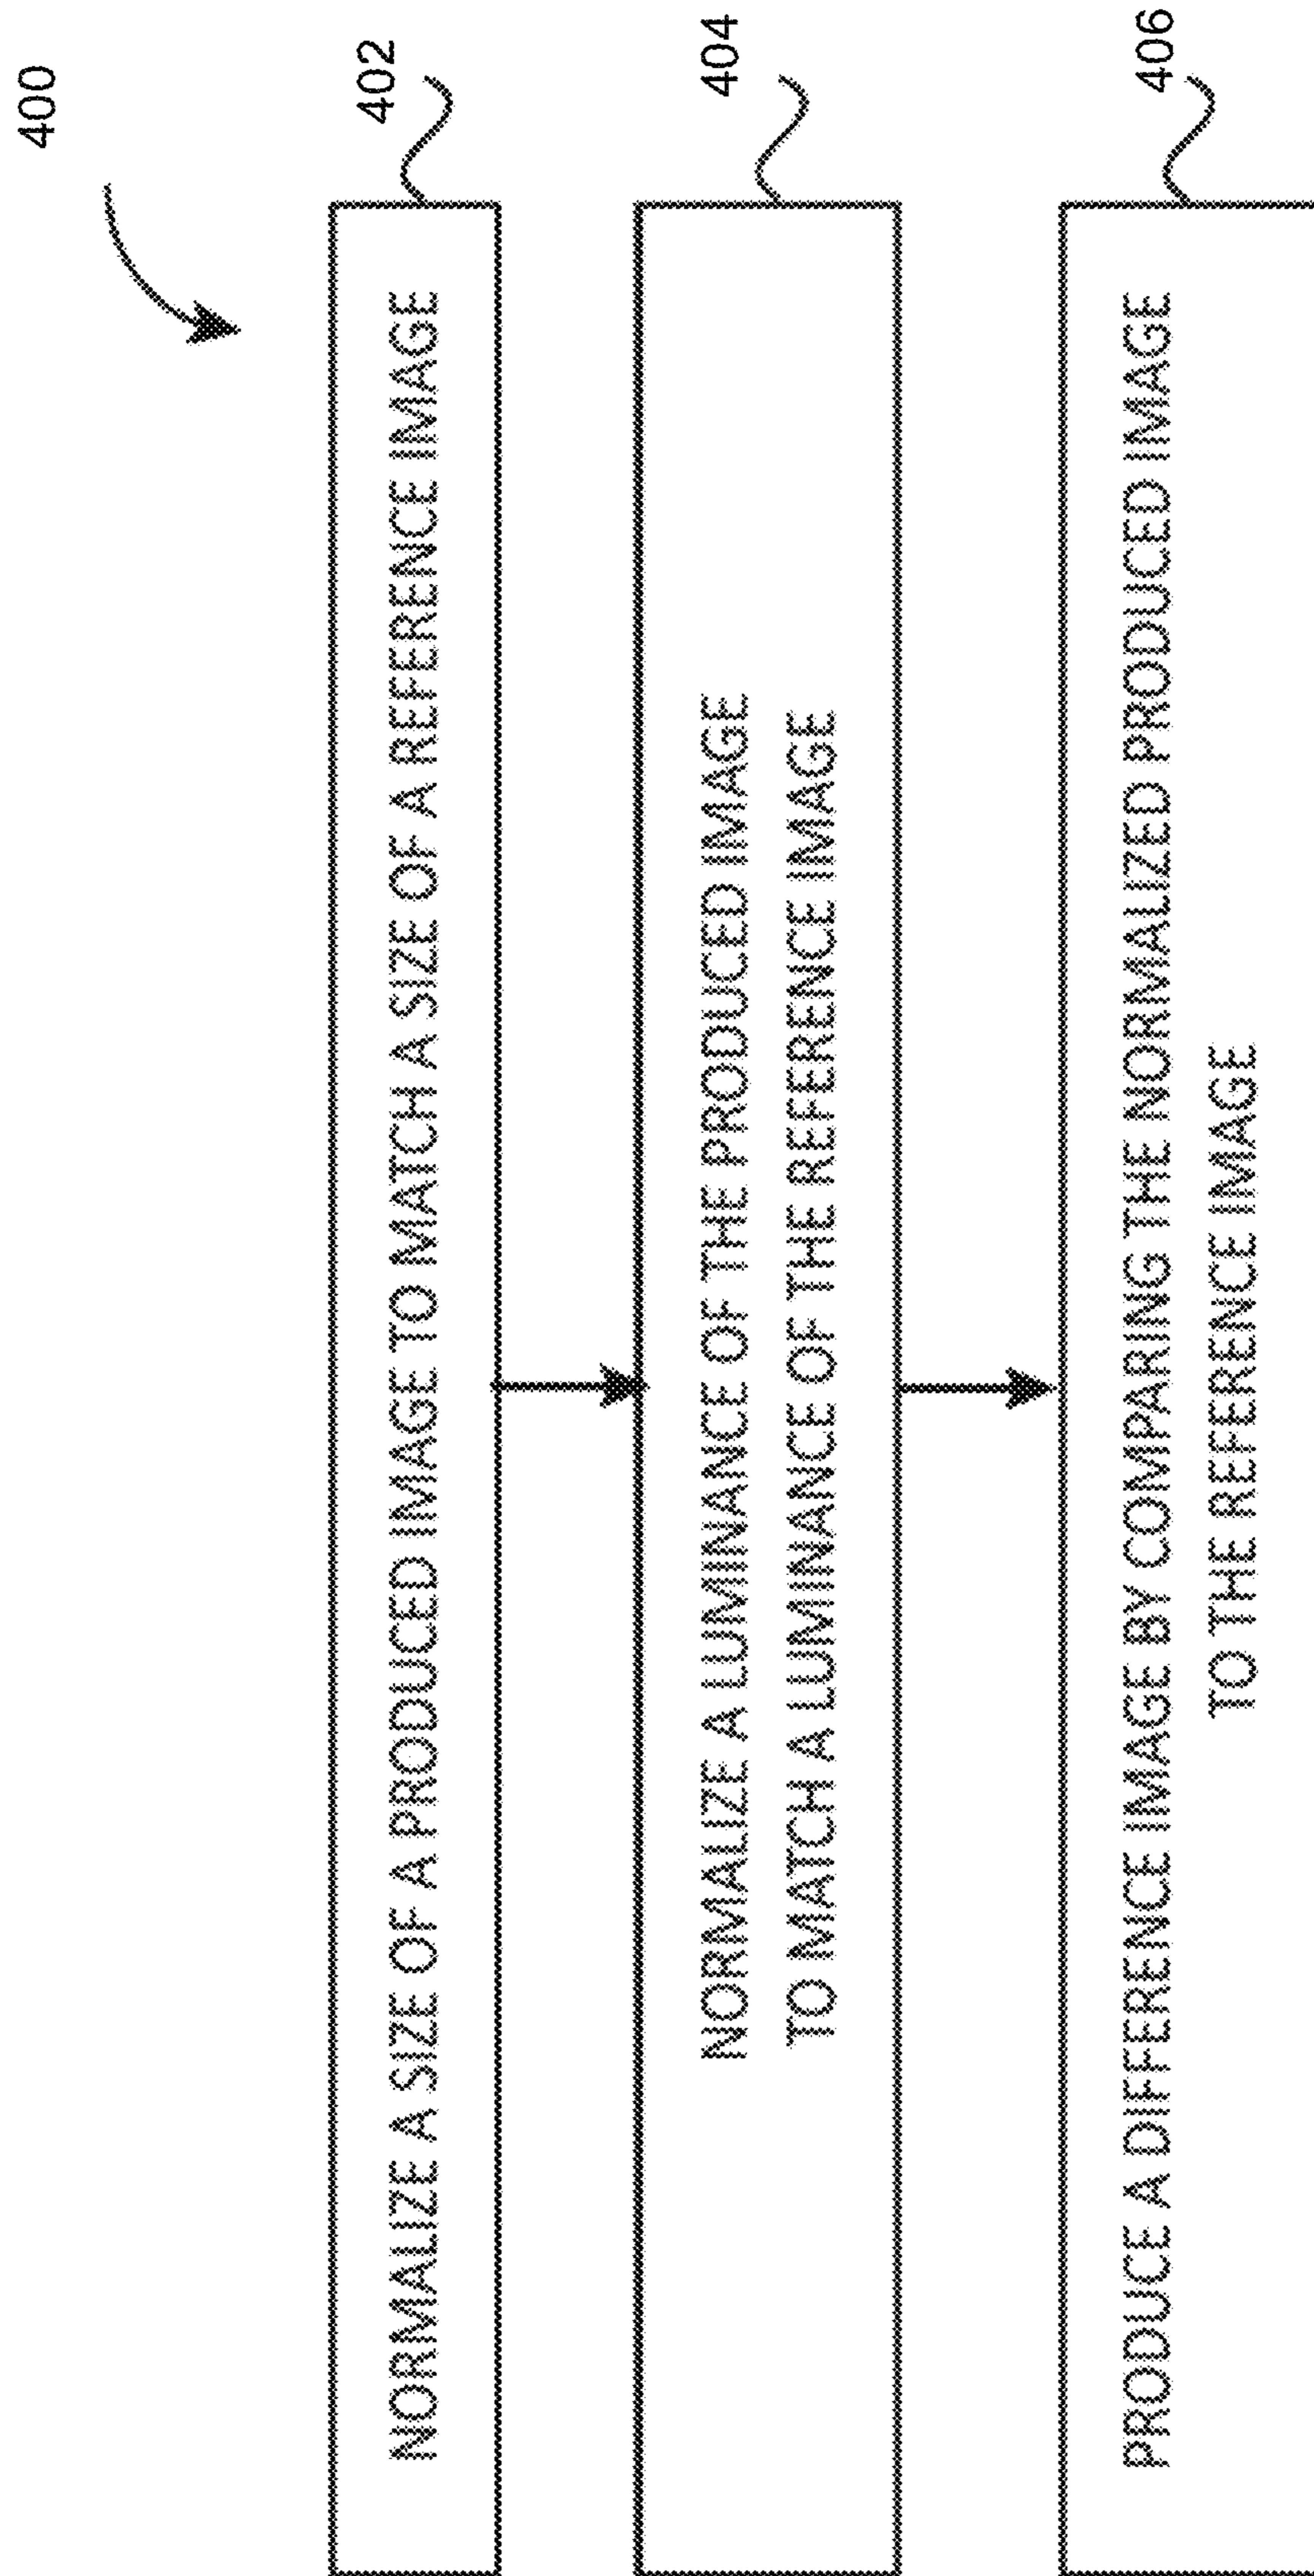 400
402
NORMALIZE A SIZE OF A PRODUCED IMAGE TO MATCH A SIZE OF A REFERENCE IMAGE
404
NORMALIZE A LUMINANCE OF THE PRODUCED IMAGE
TO MATCH A LUMINANCE OF THE REFERENCE IMAGE
406
PRODUCE A DIFFERENCE IMAGE BY COMPARING THE NORMALIZED PRODUCED IMAGE
TO THE REFERENCE IMAGE